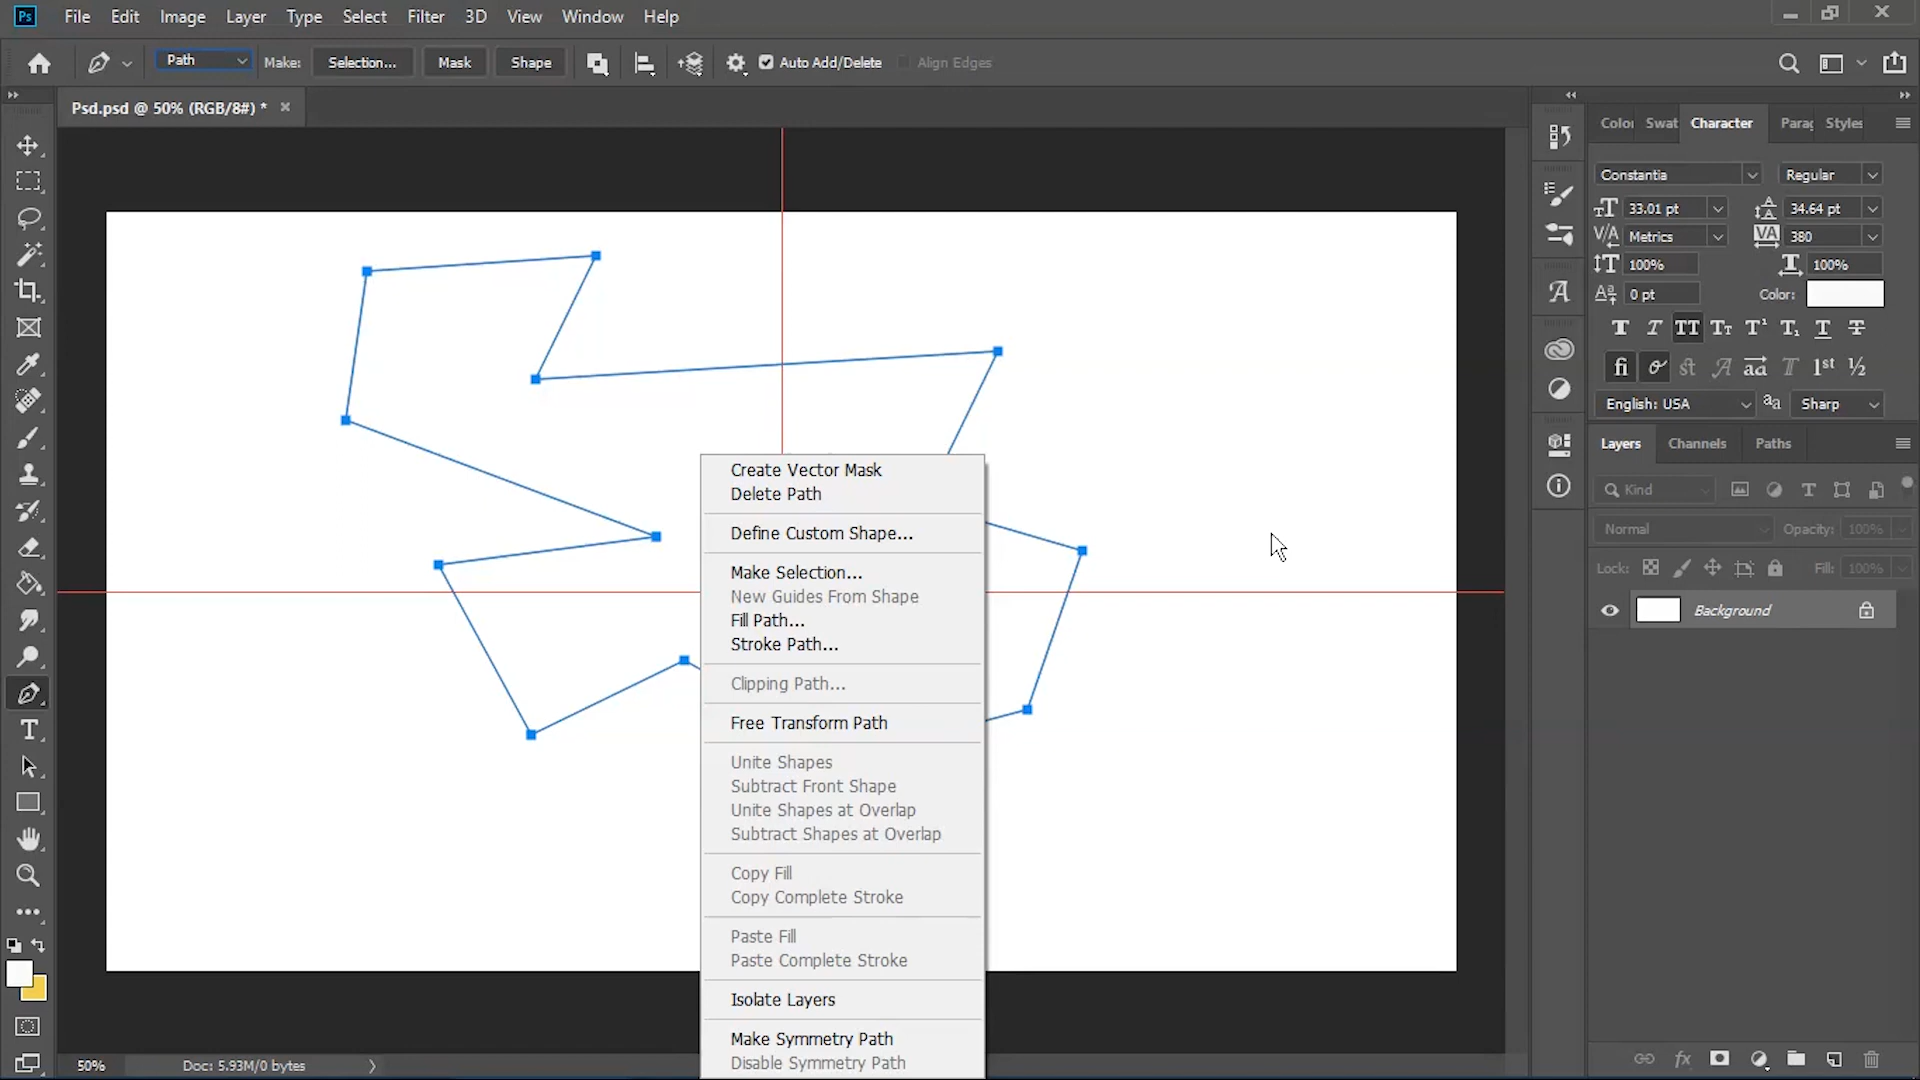 Ps File Edit Image Layer Type Select Filter 3D View Window Help
Path Make: Selection... Mask Shape Auto Add/Delete Align Edges
Psd.psd @ 50% (RGB/8#) *
Swat Character Styles
Constantia Regular
33.01 pt 34.64 pt
Metrics 380
100% 100%
0 pt Color:
English: USA Sharp
Layers Channels Paths
Kind
Normal Opacity: 100%
Lock: Fill: 100%
Background
Create Vector Mask
Delete Path
Define Custom Shape...
Make Selection...
New Guides From Shape
Fill Path...
Stroke Path...
Clipping Path...
Free Transform Path
Unite Shapes
Subtract Front Shape
Unite Shapes at Overlap
Subtract Shapes at Overlap
Copy Fill
Copy Complete Stroke
Paste Fill
Paste Complete Stroke
Isolate Layers
Make Symmetry Path
Disable Symmetry Path
50% Doc: 5.93M/0 bytes